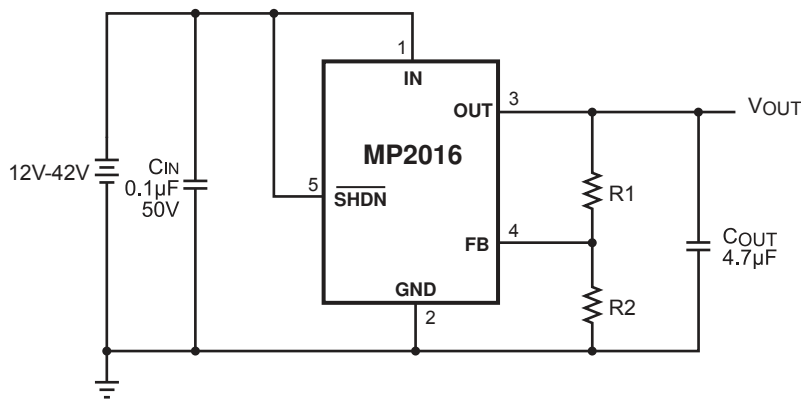 1
IN
OUT
3
VOUT
MP2016
12V-42V
CIN
0.1µF
50V
5
SHDN
R1
4
FB
COUT
4.7µF
GND
2
R2